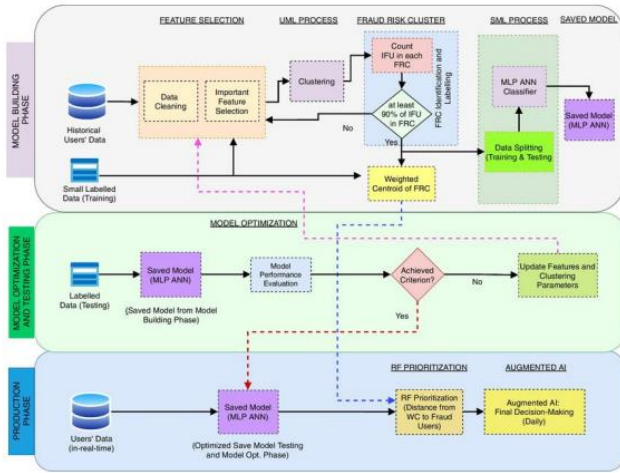 FEATURE SELECTION
UML PROCESS
FRAUD RISK CLUSTER
SML PROCESS
SAVED MODEL
MODEL BUILDING
PHASE
Historical
Users' Data
Small Labelled
Data (Training)
Data
Cleaning
Important
Feature
Selection
Clustering
Count
IFU in each
FRC
at least
90% of IFU
in FRC
No
Yes
FRC Identification and
Labelling
Weighted
Centroid of FRC
MLP ANN
Classifier
Data Splitting
(Training & Testing
Saved Model
(MLP ANN)
MODEL OPTIMIZATION
AND TESTING PHASE
MODEL OPTIMIZATION
Labelled
Data (Testing)
Saved Model
(MLP ANN)
(Saved Model from Model
Building Phase)
Model
Performance
Evaluation
Achieved
Criterion?
No
Yes
Update Features and
Clustering
Parameters
PRODUCTION
PHASE
RF PRIORITIZATION
AUGMENTED AI
Users' Data
(in-real-time)
Saved Model
(MLP ANN)
(Optimized Save Model Testing
and Model Opt. Phase)
RF Prioritization
(Distance from
WC to Fraud
Users)
Augmented AI:
Final Decision-Making
(Daily)